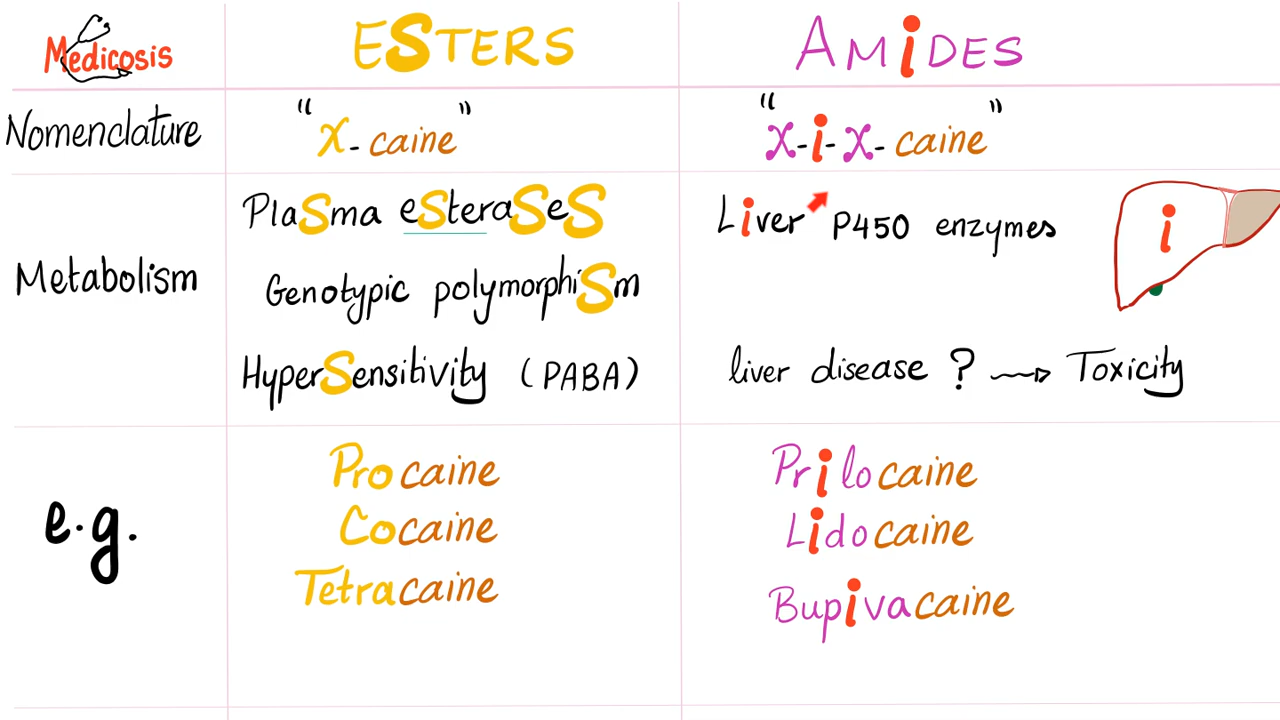 Medicosis
ESTERS
AMiDES
Nomenclature
"X-caine"
"X-i-X-caine"
Metabolism
PlaSma eSteraSeS
Genotypic polymorphiSm
HyperSensitivity (PABA)
Liver P450 enzymes
i
liver disease ? → Toxicity
e.g.
Procaine
Cocaine
Tetracaine
Prilocaine
Lidocaine
Bupivacaine